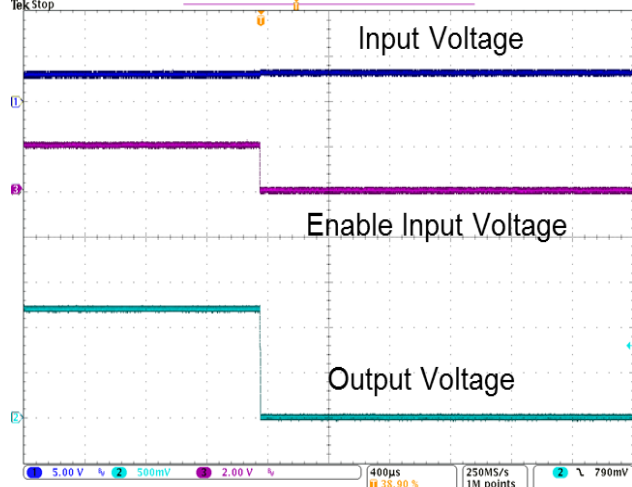 Tek Stop
T
Input Voltage
1
3
Enable Input Voltage
Output Voltage
2
1 5.00 V 2 500mV 3 2.00 V 400µs 250MS/s 2 790mV
T 38.90 % 1M points